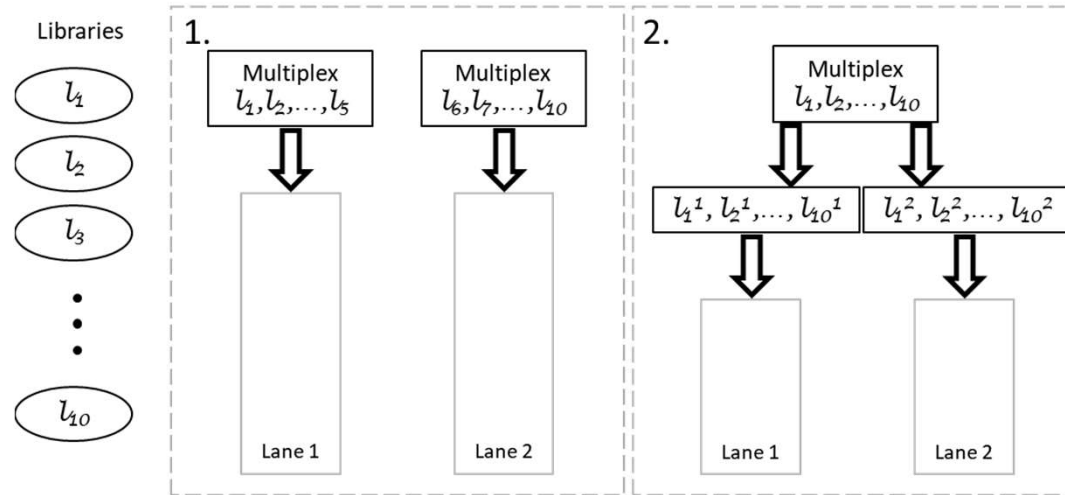 Libraries
l₁
l₂
l₃
l₁₀
1.
Multiplex
l₁,l₂,...,l₅
Multiplex
l₆,l₇,...,l₁₀
Lane 1
Lane 2
2.
Multiplex
l₁,l₂,...,l₁₀
l₁¹, l₂¹,..., l₁₀¹
l₁², l₂²,..., l₁₀²
Lane 1
Lane 2